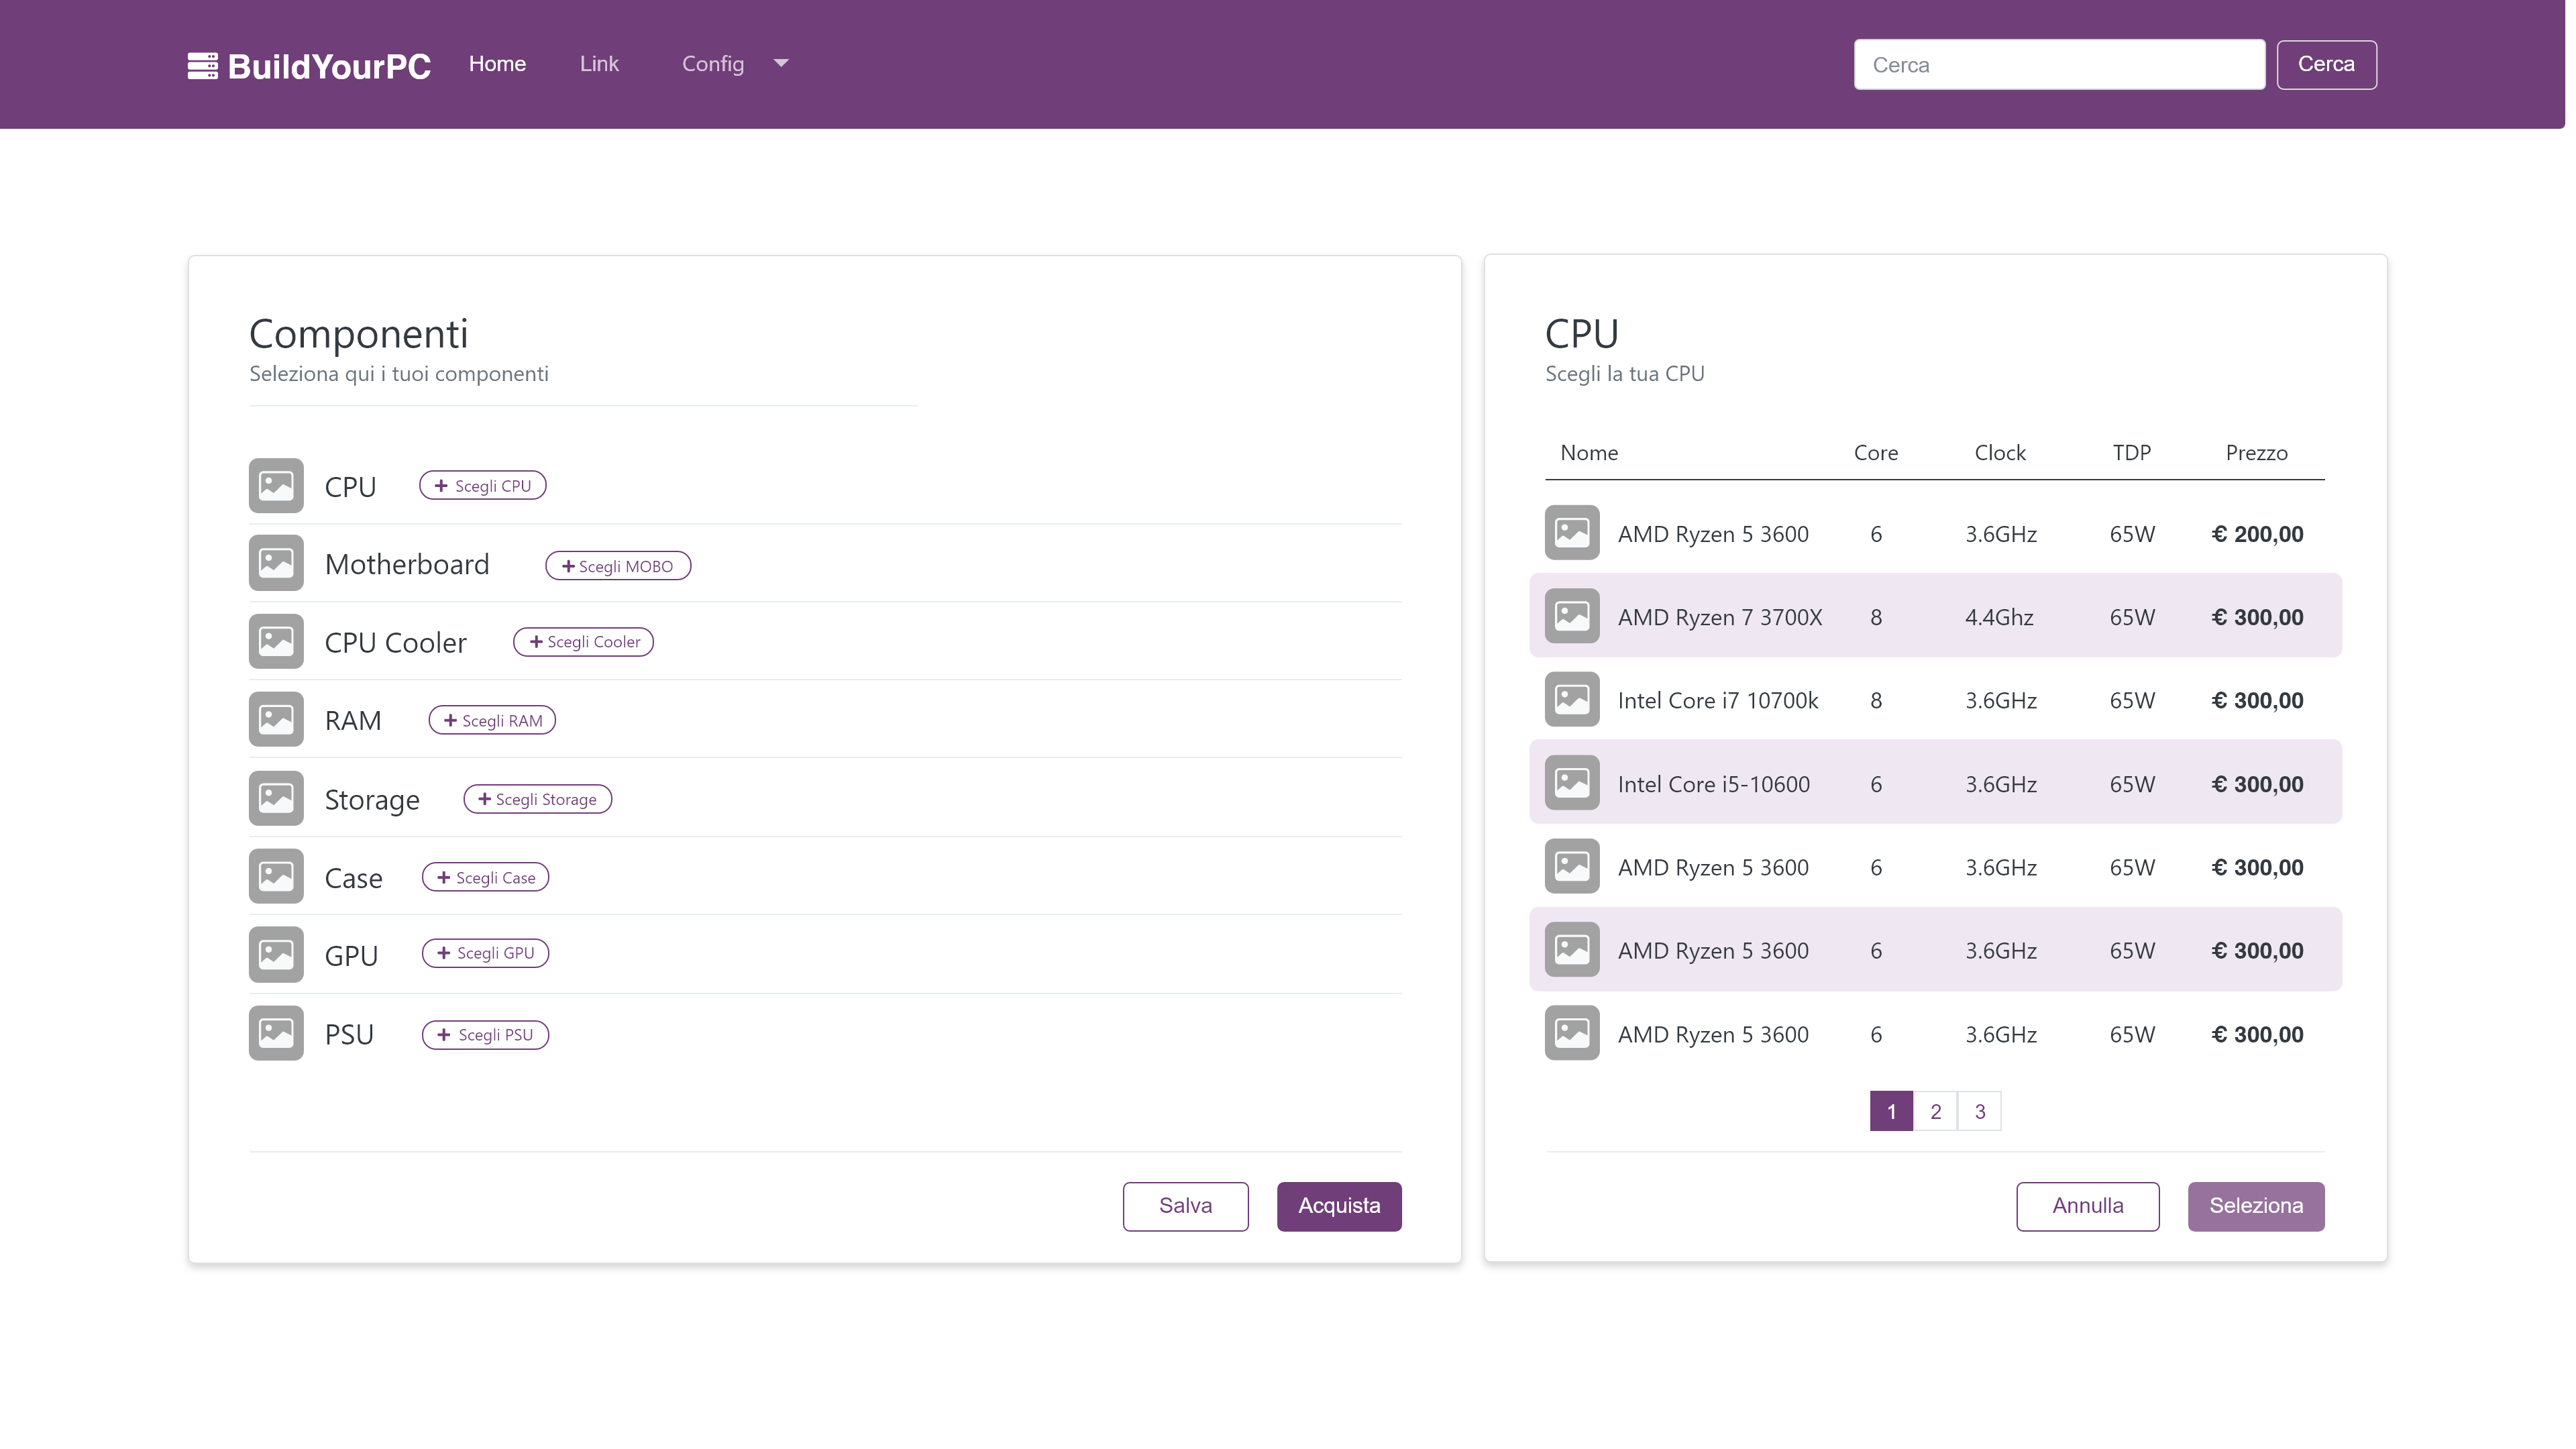 BuildYourPC Home Link Config Cerca Cerca
Componenti
Seleziona qui i tuoi componenti
CPU Scegli CPU
Motherboard Scegli MOBO
CPU Cooler Scegli Cooler
RAM Scegli RAM
Storage Scegli Storage
Case Scegli Case
GPU Scegli GPU
PSU Scegli PSU
Salva Acquista
CPU
Scegli la tua CPU
Nome Core Clock TDP Prezzo
AMD Ryzen 5 3600 6 3.6GHz 65W € 200,00
AMD Ryzen 7 3700X 8 4.4Ghz 65W € 300,00
Intel Core i7 10700k 8 3.6GHz 65W € 300,00
Intel Core i5-10600 6 3.6GHz 65W € 300,00
AMD Ryzen 5 3600 6 3.6GHz 65W € 300,00
AMD Ryzen 5 3600 6 3.6GHz 65W € 300,00
AMD Ryzen 5 3600 6 3.6GHz 65W € 300,00
1 2 3
Annulla Seleziona